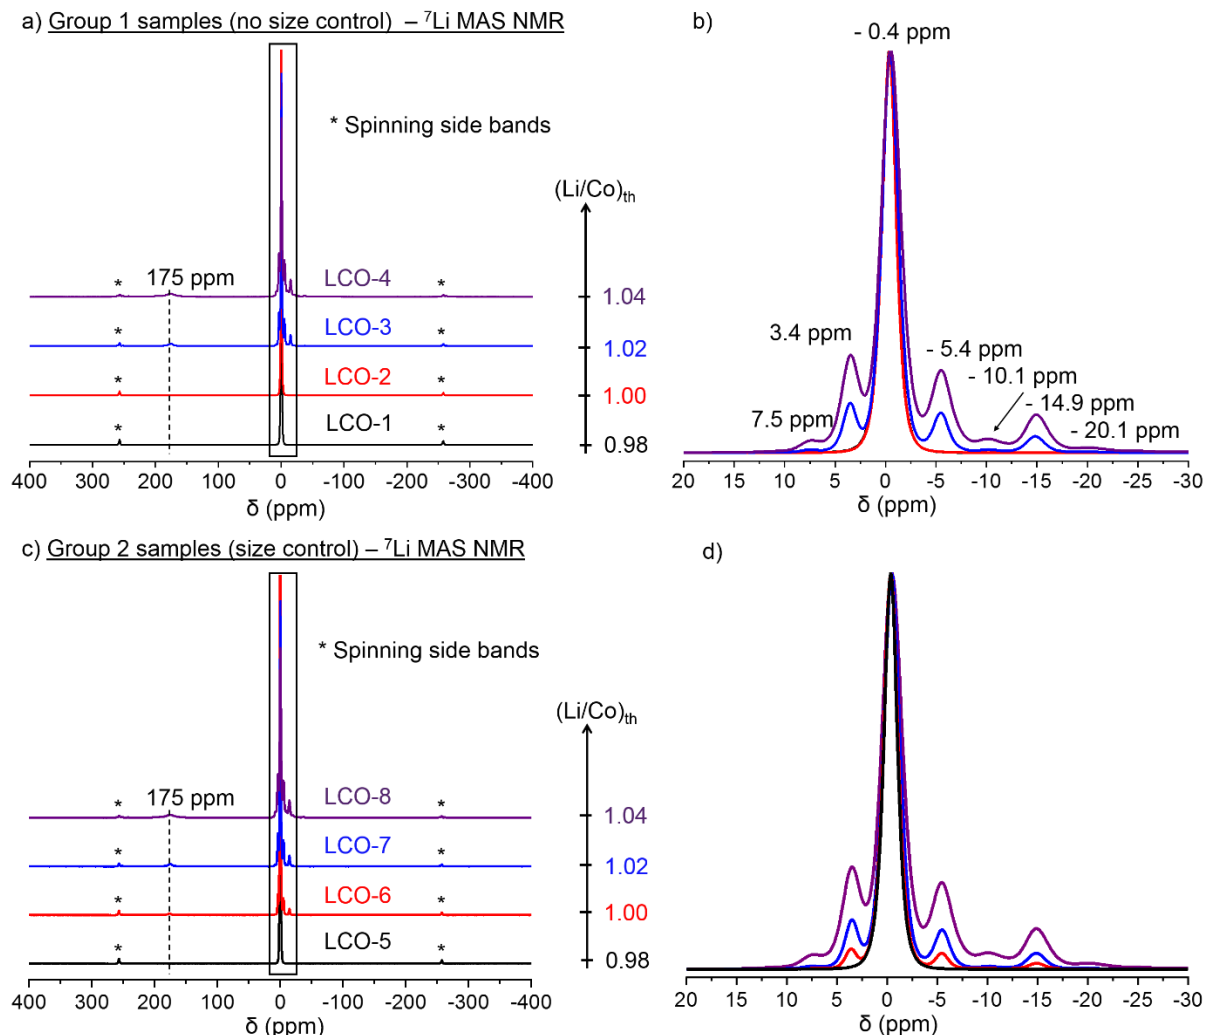 a) Group 1 samples (no size control) – ⁷Li MAS NMR
* Spinning side bands
(Li/Co)th
* 175 ppm LCO-4 * 1.04
* LCO-3 * 1.02
* LCO-2 * 1.00
* LCO-1 * 0.98
400 300 200 100 0 -100 -200 -300 -400
δ (ppm)
b)
- 0.4 ppm
3.4 ppm
- 5.4 ppm
- 10.1 ppm
7.5 ppm
- 14.9 ppm
- 20.1 ppm
20 15 10 5 0 -5 -10 -15 -20 -25 -30
δ (ppm)
c) Group 2 samples (size control) – ⁷Li MAS NMR
* Spinning side bands
(Li/Co)th
* 175 ppm LCO-8 * 1.04
* LCO-7 * 1.02
* LCO-6 * 1.00
* LCO-5 * 0.98
400 300 200 100 0 -100 -200 -300 -400
δ (ppm)
d)
20 15 10 5 0 -5 -10 -15 -20 -25 -30
δ (ppm)